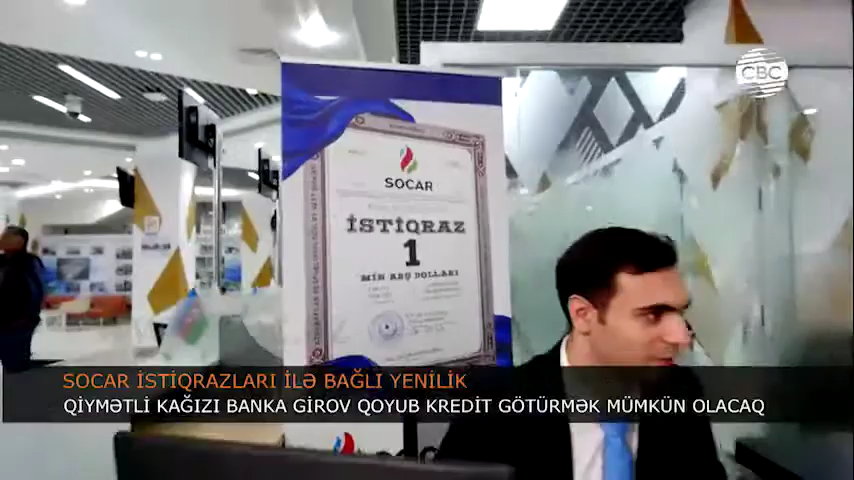 CBC
SOCAR
İSTİQRAZ
1
MİN ABŞ DOLLARI
SOCAR İSTİQRAZLARI İLƏ BAĞLI YENİLİK
QİYMƏTLİ KAĞIZI BANKA GİROV QOYUB KREDİT GÖTÜRMƏK MÜMKÜN OLACAQ